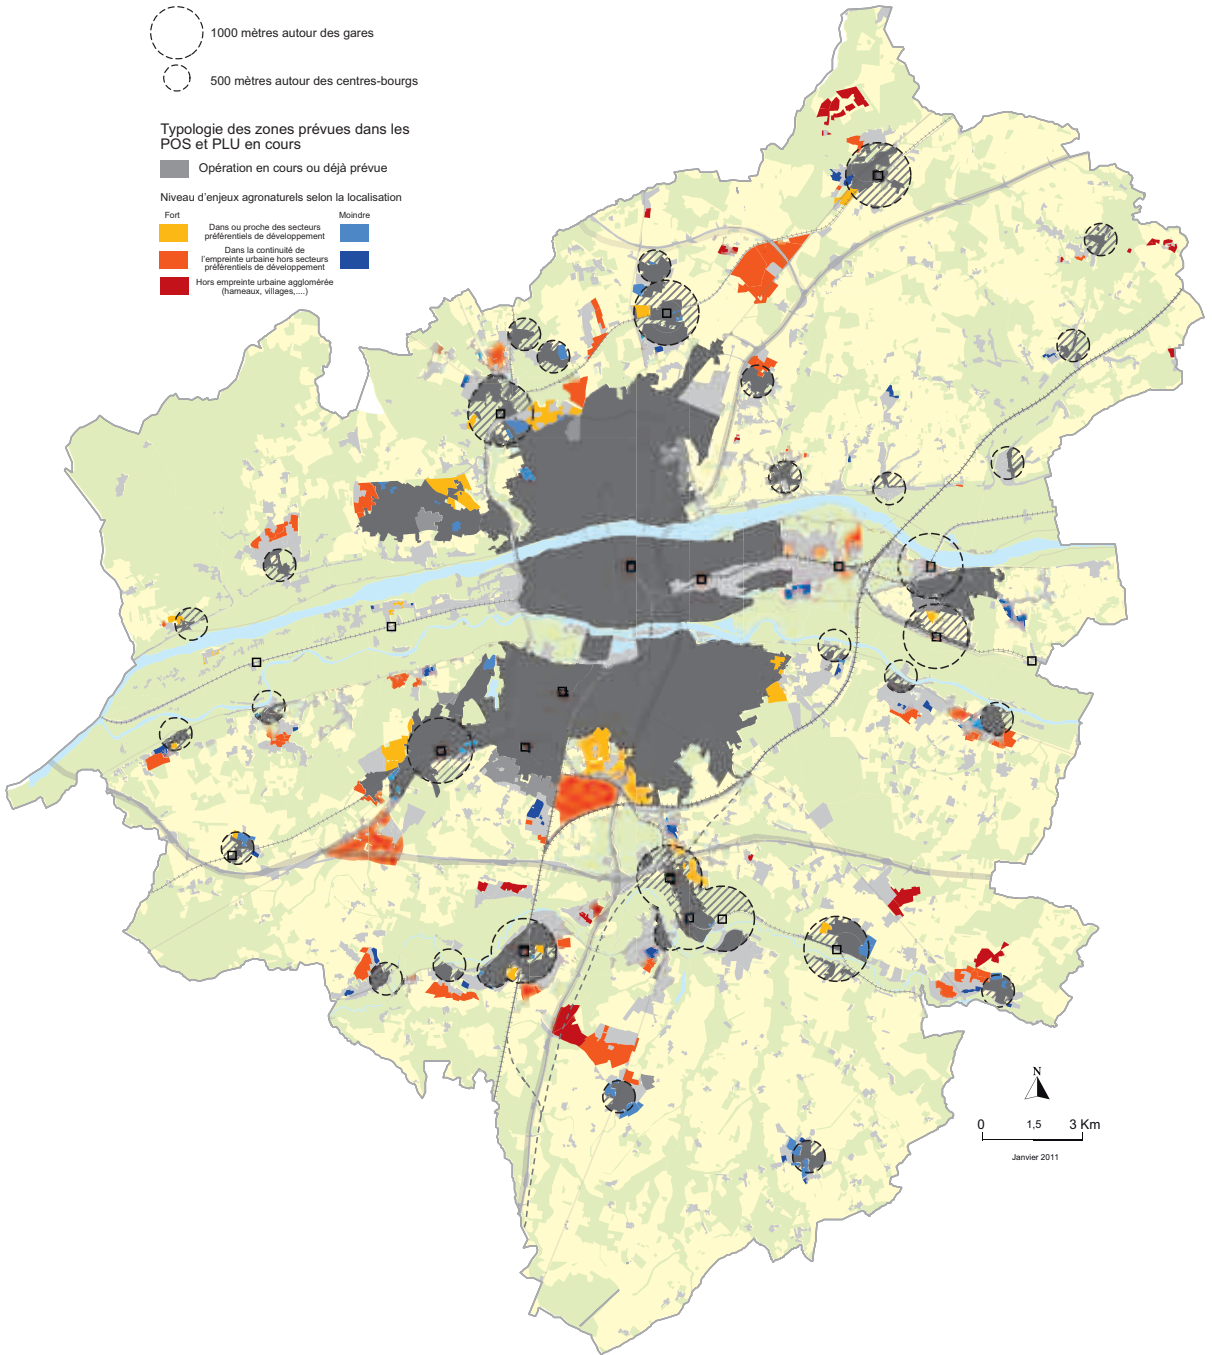 1000 mètres autour des gares
500 mètres autour des centres-bourgs
Typologie des zones prévues dans les
POS et PLU en cours
Opération en cours ou déjà prévue
Niveau d'enjeux agronaturels selon la localisation
Fort
Moindre
Dans ou proche des secteurs
préférentiels de développement
Dans la continuité de
l'empreinte urbaine hors secteurs
préférentiels de développement
Hors empreinte urbaine agglomérée
(hameaux, villages,....)
N
0 1,5 3 Km
Janvier 2011